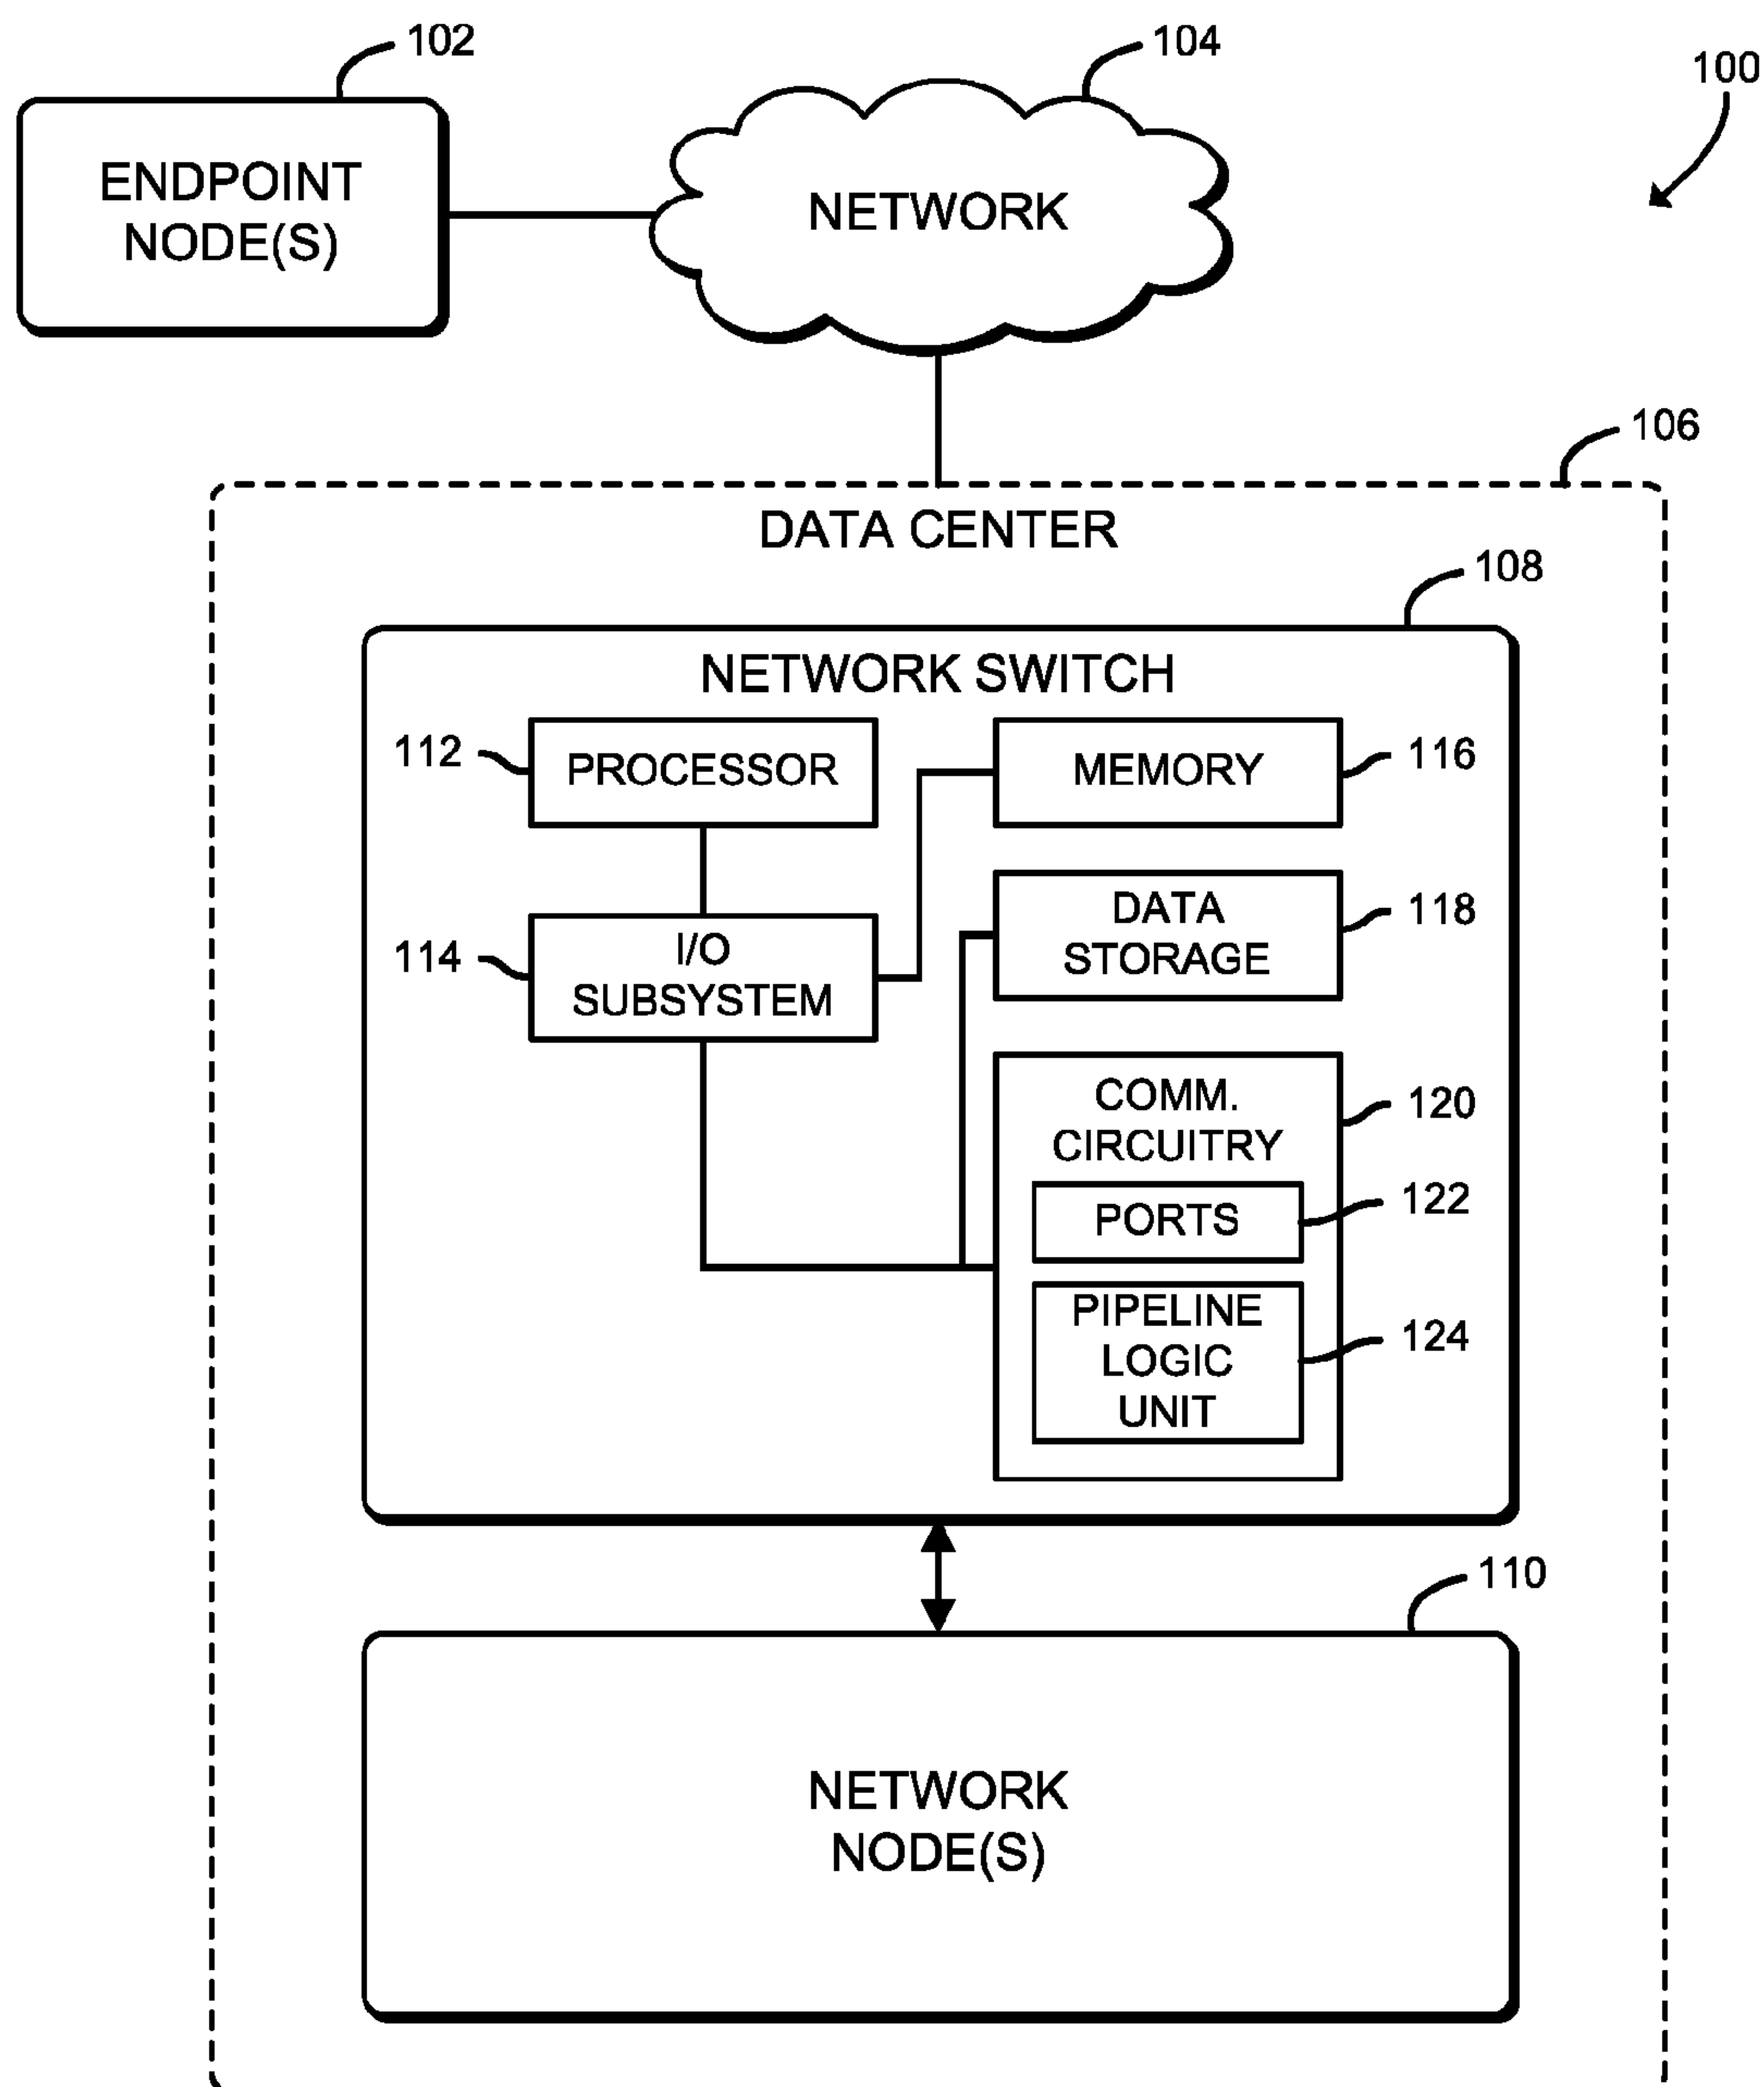 102
104
100
ENDPOINT
NODE(S)
NETWORK
106
DATA CENTER
108
NETWORK SWITCH
112
PROCESSOR
MEMORY
116
114
I/O
SUBSYSTEM
DATA
STORAGE
118
COMM.
CIRCUITRY
120
PORTS
122
PIPELINE
LOGIC
UNIT
124
110
NETWORK
NODE(S)